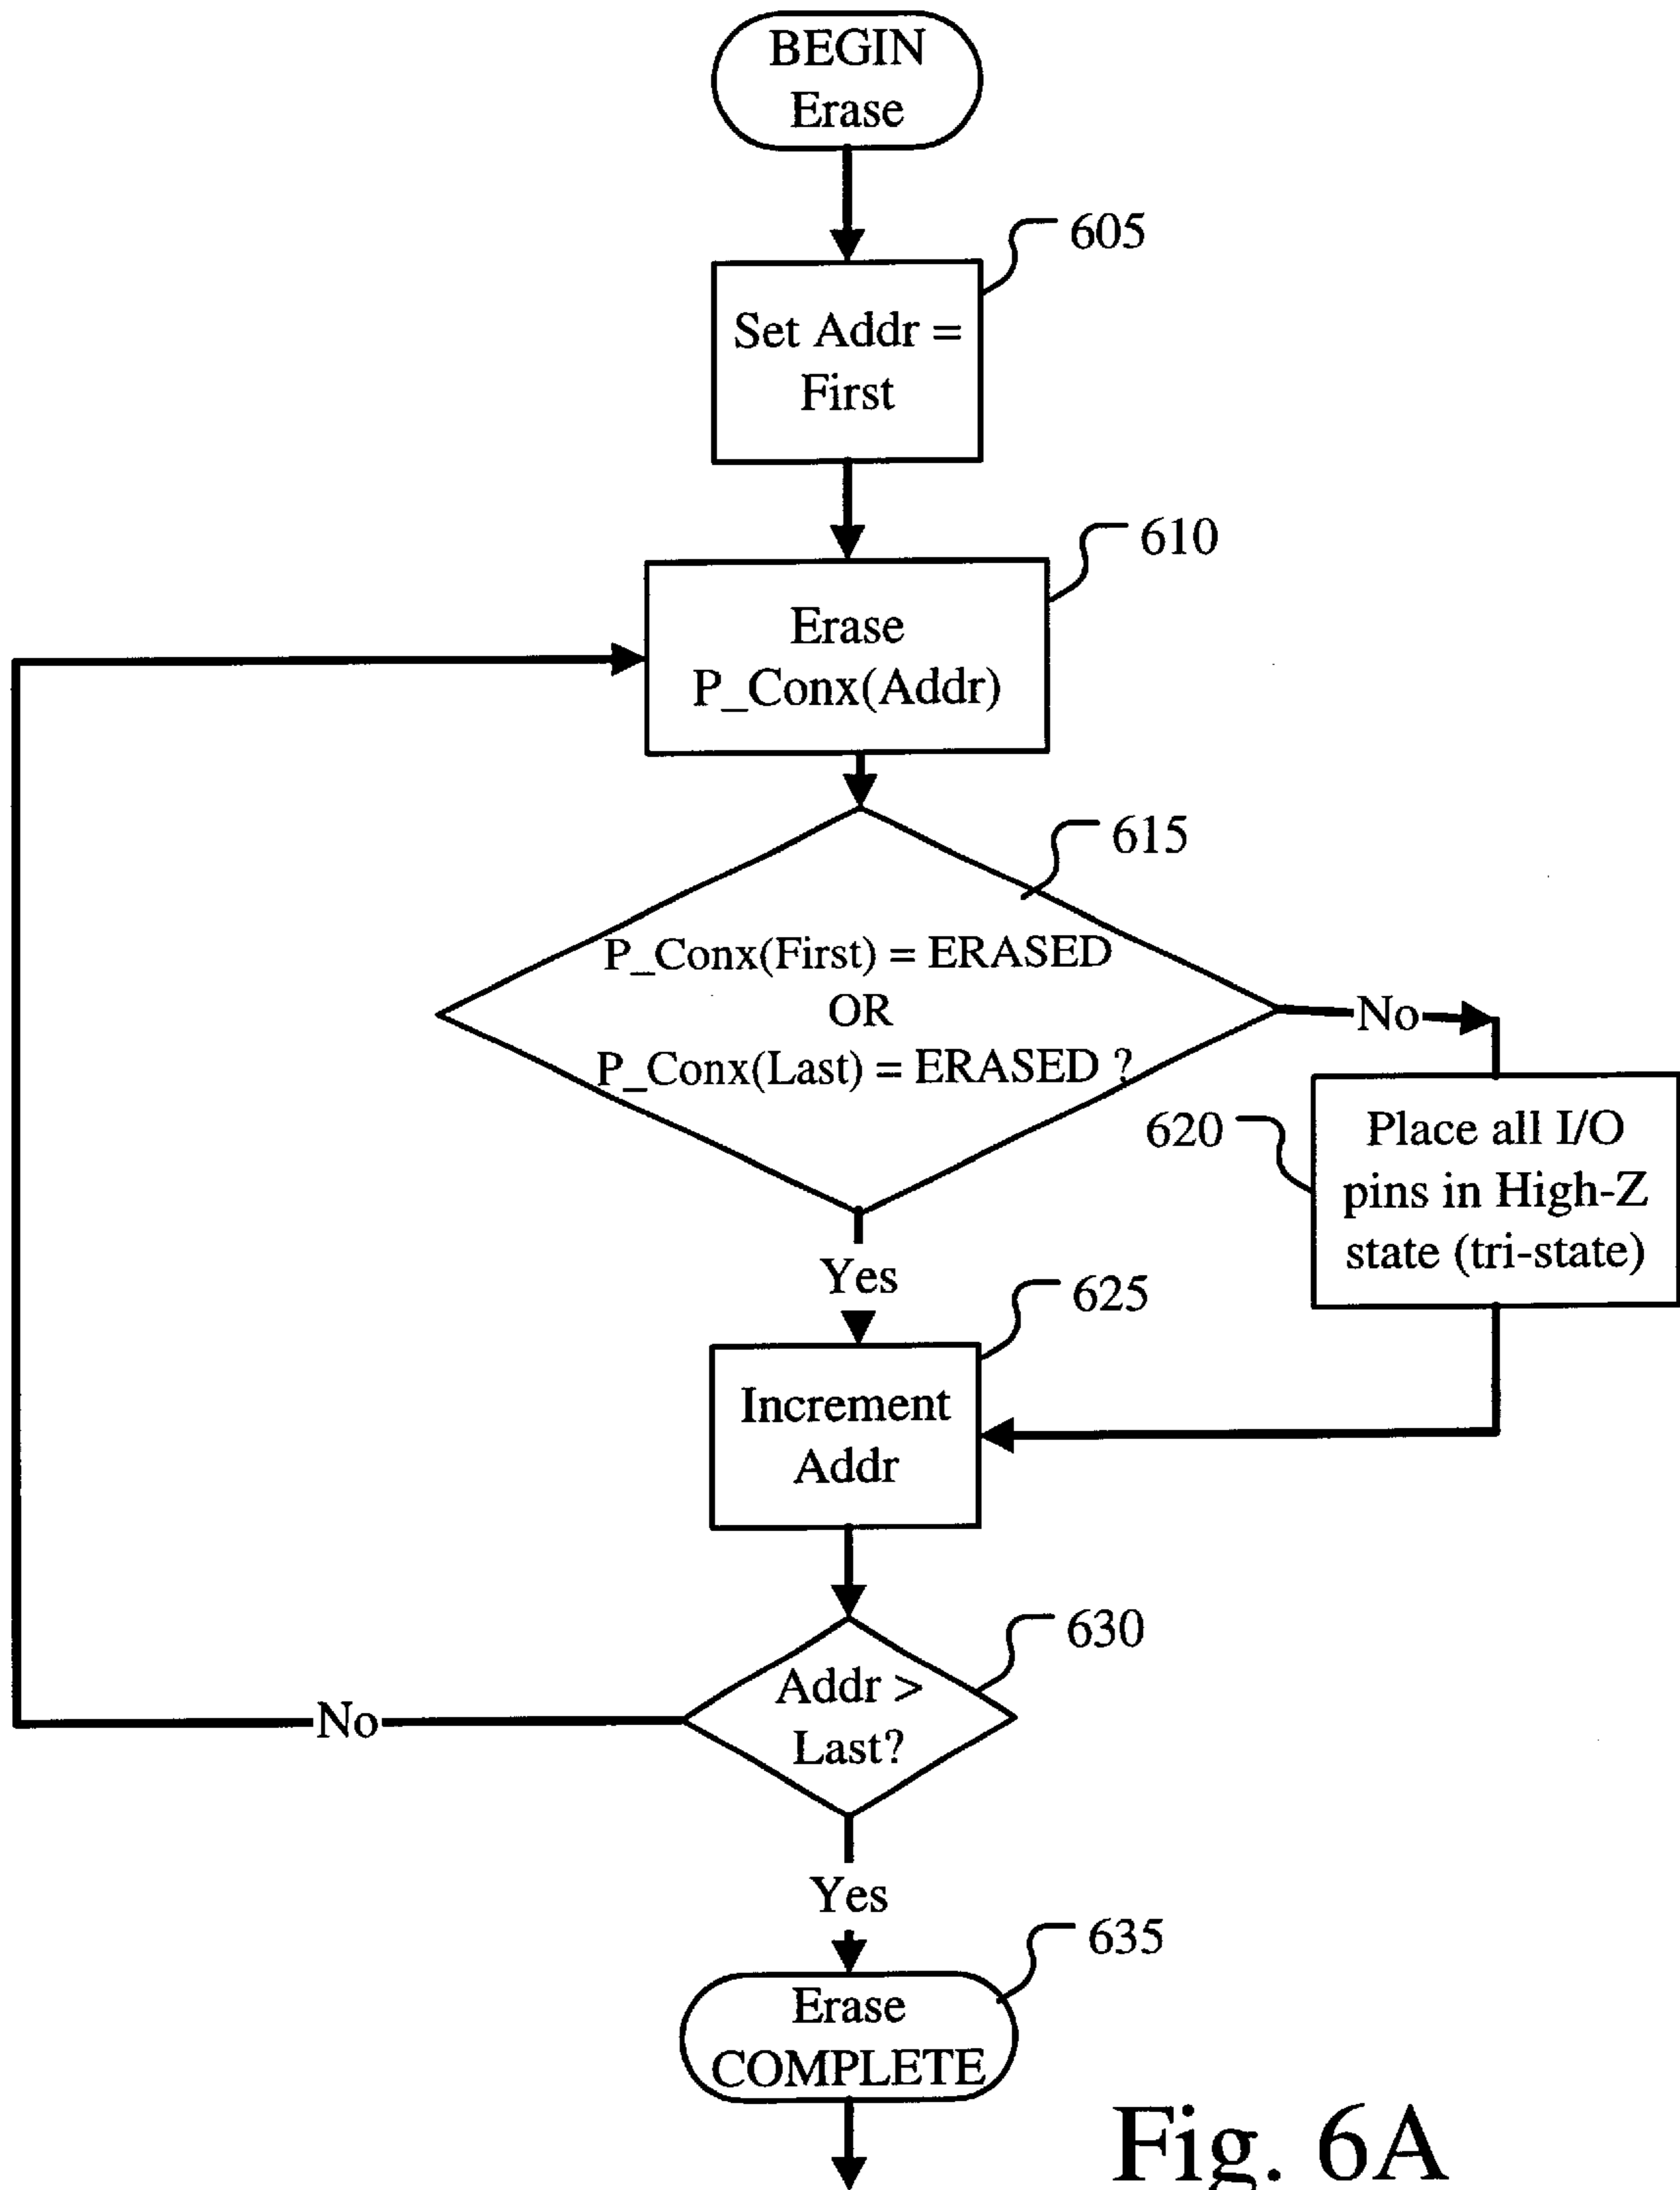 BEGIN
Erase
605
Set Addr =
First
610
Erase
P_Conx(Addr)
615
P_Conx(First) = ERASED
OR
P_Conx(Last) = ERASED ?
No
620
Place all I/O
pins in High-Z
state (tri-state)
Yes
625
Increment
Addr
630
Addr >
Last?
No
Yes
635
Erase
COMPLETE
Fig. 6A